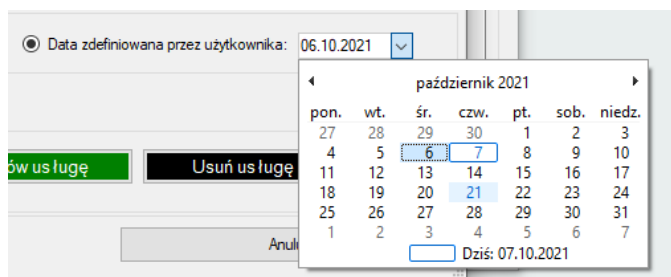 Data zdefiniowana przez użytkownika: 06.10.2021
październik 2021
pon. wt. śr. czw. pt. sob. niedz.
27 28 29 30 1 2 3
4 5 6 7 8 9 10
11 12 13 14 15 16 17
18 19 20 21 22 23 24
25 26 27 28 29 30 31
1 2 3 4 5 6 7
Dziś: 07.10.2021
ów usługę Usuń usługę
Anul